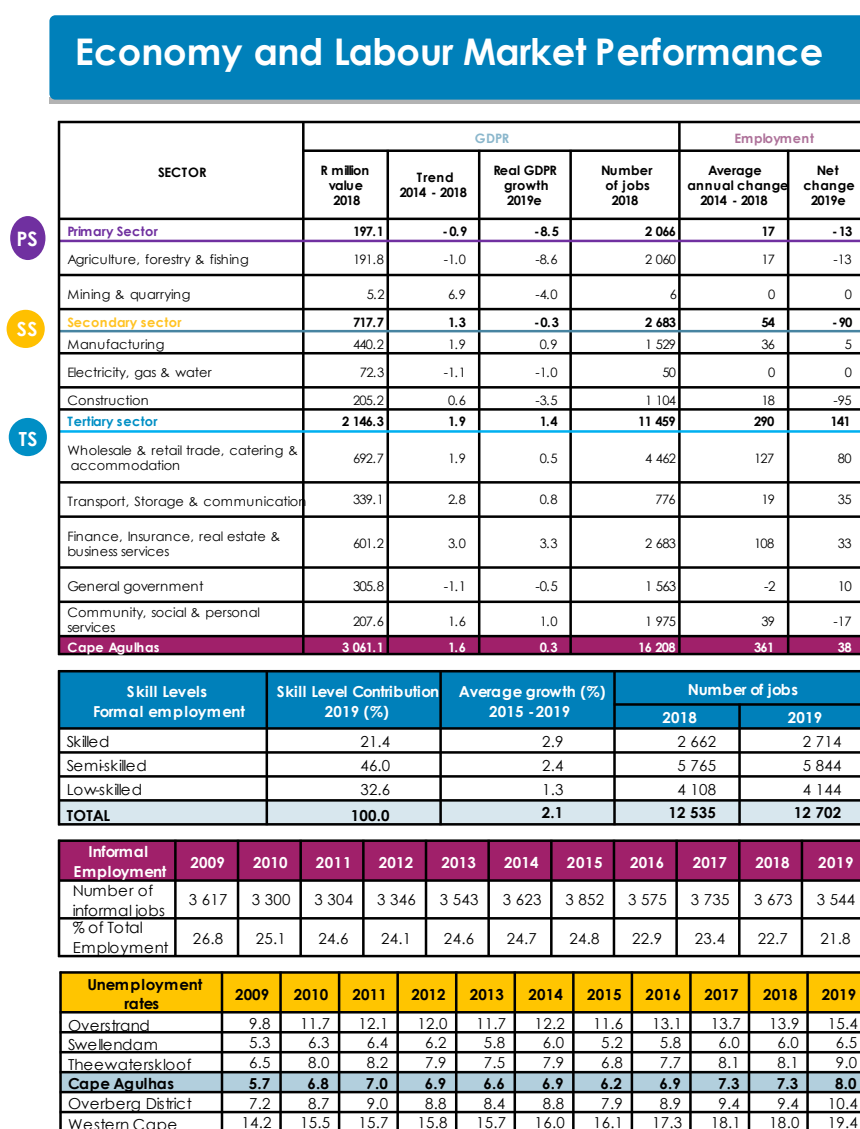 Economy and Labour Market Performance
GDPR Employment
SECTOR
R million value 2018
Trend 2014 - 2018
Real GDPR growth 2019e
Number of jobs 2018
Average annual change 2014 - 2018
Net change 2019e
PS
Primary Sector 197.1 -0.9 -8.5 2 066 17 -13
Agriculture, forestry & fishing 191.8 -1.0 -8.6 2 060 17 -13
Mining & quarrying 5.2 6.9 -4.0 6 0 0
SS
Secondary sector 717.7 1.3 -0.3 2 683 54 -90
Manufacturing 440.2 1.9 0.9 1 529 36 5
Electricity, gas & water 72.3 -1.1 -1.0 50 0 0
Construction 205.2 0.6 -3.5 1 104 18 -95
TS
Tertiary sector 2 146.3 1.9 1.4 11 459 290 141
Wholesale & retail trade, catering &
accommodation 692.7 1.9 0.5 4 462 127 80
Transport, Storage & communication 339.1 2.8 0.8 776 19 35
Finance, Insurance, real estate &
business services 601.2 3.0 3.3 2 683 108 33
General government 305.8 -1.1 -0.5 1 563 -2 10
Community, social & personal
services 207.6 1.6 1.0 1 975 39 -17
Cape Agulhas 3 061.1 1.6 0.3 16 208 361 38
Skill Levels
Formal employment
Skill Level Contribution
2019 (%)
Average growth (%)
2015 - 2019
Number of jobs
2018 2019
Skilled 21.4 2.9 2 662 2 714
Semi-skilled 46.0 2.4 5 765 5 844
Low-skilled 32.6 1.3 4 108 4 144
TOTAL 100.0 2.1 12 535 12 702
Informal
Employment 2009 2010 2011 2012 2013 2014 2015 2016 2017 2018 2019
Number of
informal jobs 3 617 3 300 3 304 3 346 3 543 3 623 3 852 3 575 3 735 3 673 3 544
% of Total
Employment 26.8 25.1 24.6 24.1 24.6 24.7 24.8 22.9 23.4 22.7 21.8
Unemployment
rates 2009 2010 2011 2012 2013 2014 2015 2016 2017 2018 2019
Overstrand 9.8 11.7 12.1 12.0 11.7 12.2 11.6 13.1 13.7 13.9 15.4
Swellendam 5.3 6.3 6.4 6.2 5.8 6.0 5.2 5.8 6.0 6.0 6.5
Theewaterskloof 6.5 8.0 8.2 7.9 7.5 7.9 6.8 7.7 8.1 8.1 9.0
Cape Agulhas 5.7 6.8 7.0 6.9 6.6 6.9 6.2 6.9 7.3 7.3 8.0
Overberg District 7.2 8.7 9.0 8.8 8.4 8.8 7.9 8.9 9.4 9.4 10.4
Western Cape 14.2 15.5 15.7 15.8 15.7 16.0 16.1 17.3 18.1 18.0 19.4